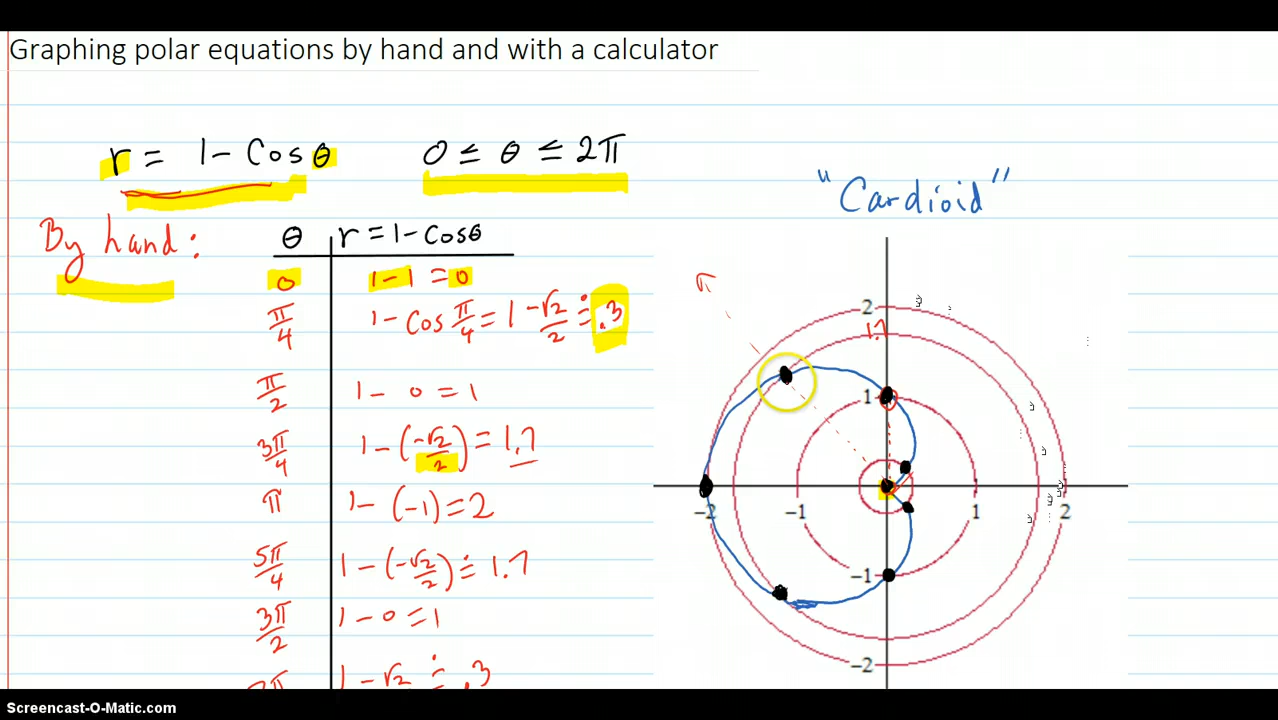 Graphing polar equations by hand and with a calculator
r = 1 - Cos θ 0 ≤ θ ≤ 2π
"Cardioid"
By hand:
θ r = 1 - Cosθ
0 1 - 1 = 0
π/4 1 - Cos π/4 = 1 - √2/2 ≐ .3
π/2 1 - 0 = 1
3π/4 1 - (-√2/2) = 1.7
π 1 - (-1) = 2
5π/4 1 - (-√2/2) ≐ 1.7
3π/2 1 - 0 = 1
1 - √2 ≐ .3
π
2
1.7
1
-2 -1 1 2
-1
-2
Screencast-O-Matic.com